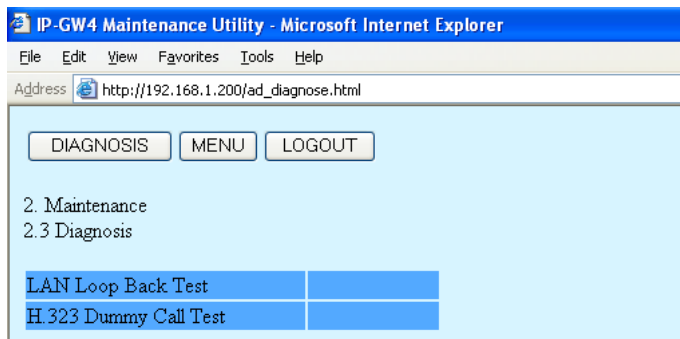 IP-GW4 Maintenance Utility - Microsoft Internet Explorer
File Edit View Favorites Tools Help
Address http://192.168.1.200/ad_diagnose.html
DIAGNOSIS MENU LOGOUT
2. Maintenance
2.3 Diagnosis
LAN Loop Back Test
H.323 Dummy Call Test